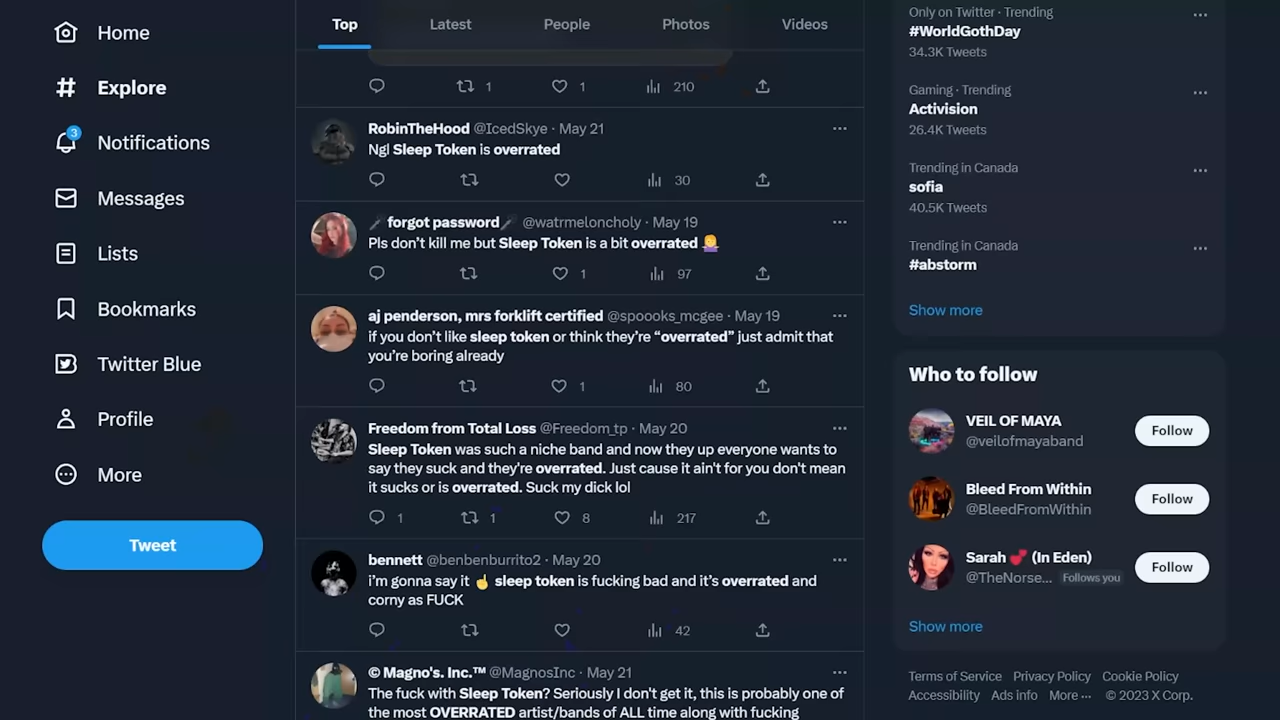 Home
Explore
3
Notifications
Messages
Lists
Bookmarks
Twitter Blue
Profile
More
Tweet
Top Latest People Photos Videos
1 1 210
RobinTheHood @IcedSkye · May 21
Ngl Sleep Token is overrated
30
forgot password @watrmeloncholy · May 19
Pls don’t kill me but Sleep Token is a bit overrated
1 97
aj penderson, mrs forklift certified @spoooks_mcgee · May 19
if you don’t like sleep token or think they’re “overrated” just admit that
you’re boring already
1 80
Freedom from Total Loss @Freedom_tp · May 20
Sleep Token was such a niche band and now they up everyone wants to
say they suck and they're overrated. Just cause it ain't for you don't mean
it sucks or is overrated. Suck my dick lol
1 1 8 217
bennett @benbenburrito2 · May 20
i’m gonna say it ☝ sleep token is fucking bad and it’s overrated and
corny as FUCK
42
© Magno's. Inc.™ @MagnosInc · May 21
The fuck with Sleep Token? Seriously I don't get it, this is probably one of
the most OVERRATED artist/bands of ALL time along with fucking
Only on Twitter · Trending
#WorldGothDay
34.3K Tweets
Gaming · Trending
Activision
26.4K Tweets
Trending in Canada
sofia
40.5K Tweets
Trending in Canada
#abstorm
Show more
Who to follow
VEIL OF MAYA
@veilofmayaband
Follow
Bleed From Within
@BleedFromWithin
Follow
Sarah 💕 (In Eden)
@TheNorse... Follows you
Follow
Show more
Terms of Service Privacy Policy Cookie Policy
Accessibility Ads info More ··· © 2023 X Corp.